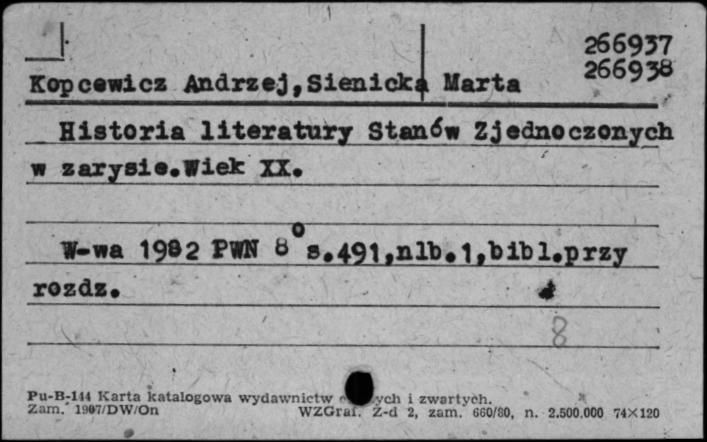 266937
266938
Kopcewicz Andrzej,Sienicka Marta
Historia literatury Stanów Zjednoczonych
w zarysie.Wiek XX.
W-wa 1982 PWN 8° s.491,nlb.1,bibl.przy
rozdz.
8
Pu-B-144 Karta katalogowa wydawnictw i zwartych.
Zam. 1907/DW/On WZGraf. Z-d 2, zam. 660/80, n. 2.500.000 74×120